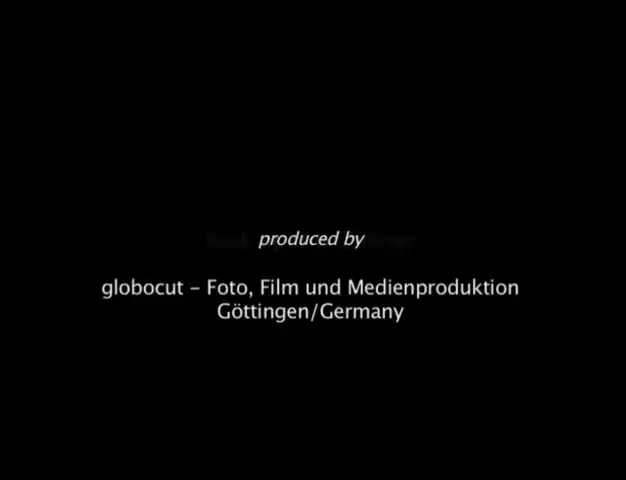 produced by
globocut – Foto, Film und Medienproduktion
Göttingen/Germany